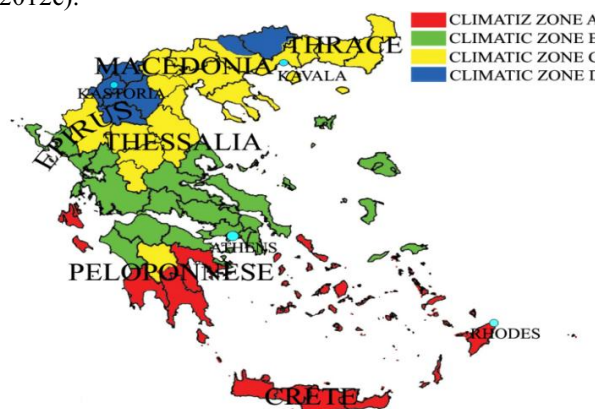 2012c).
CLIMATIZ ZONE A
CLIMATIC ZONE B
CLIMATIC ZONE C
CLIMATIC ZONE D
THRACE
MACEDONIA
KAVALA
KASTORIA
EPIRUS
THESSALIA
ATHENS
PELOPONNESE
RHODES
CRETE